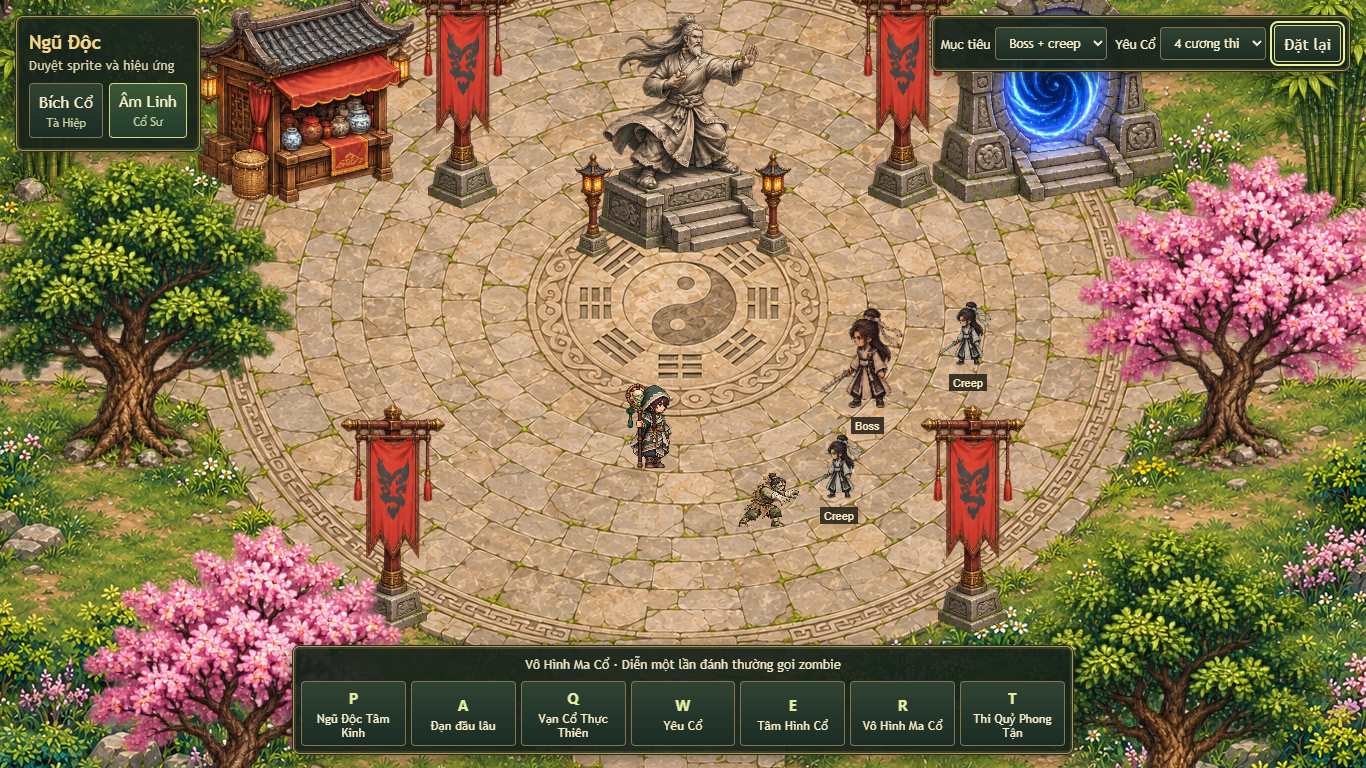 Ngũ Độc
Duyệt sprite và hiệu ứng
Bích Cổ
Tà Hiệp
Âm Linh
Cổ Sư
Mục tiêu
Boss + creep
Yêu Cổ
4 cương thi
Đặt lại
Creep
Boss
Creep
Vô Hình Ma Cổ · Diễn một lần đánh thường gọi zombie
P
Ngũ Độc Tâm
Kinh
A
Đạn đầu lâu
Q
Vạn Cổ Thực
Thiên
W
Yêu Cổ
E
Tâm Hình Cổ
R
Vô Hình Ma Cổ
T
Thi Quỷ Phong
Tận